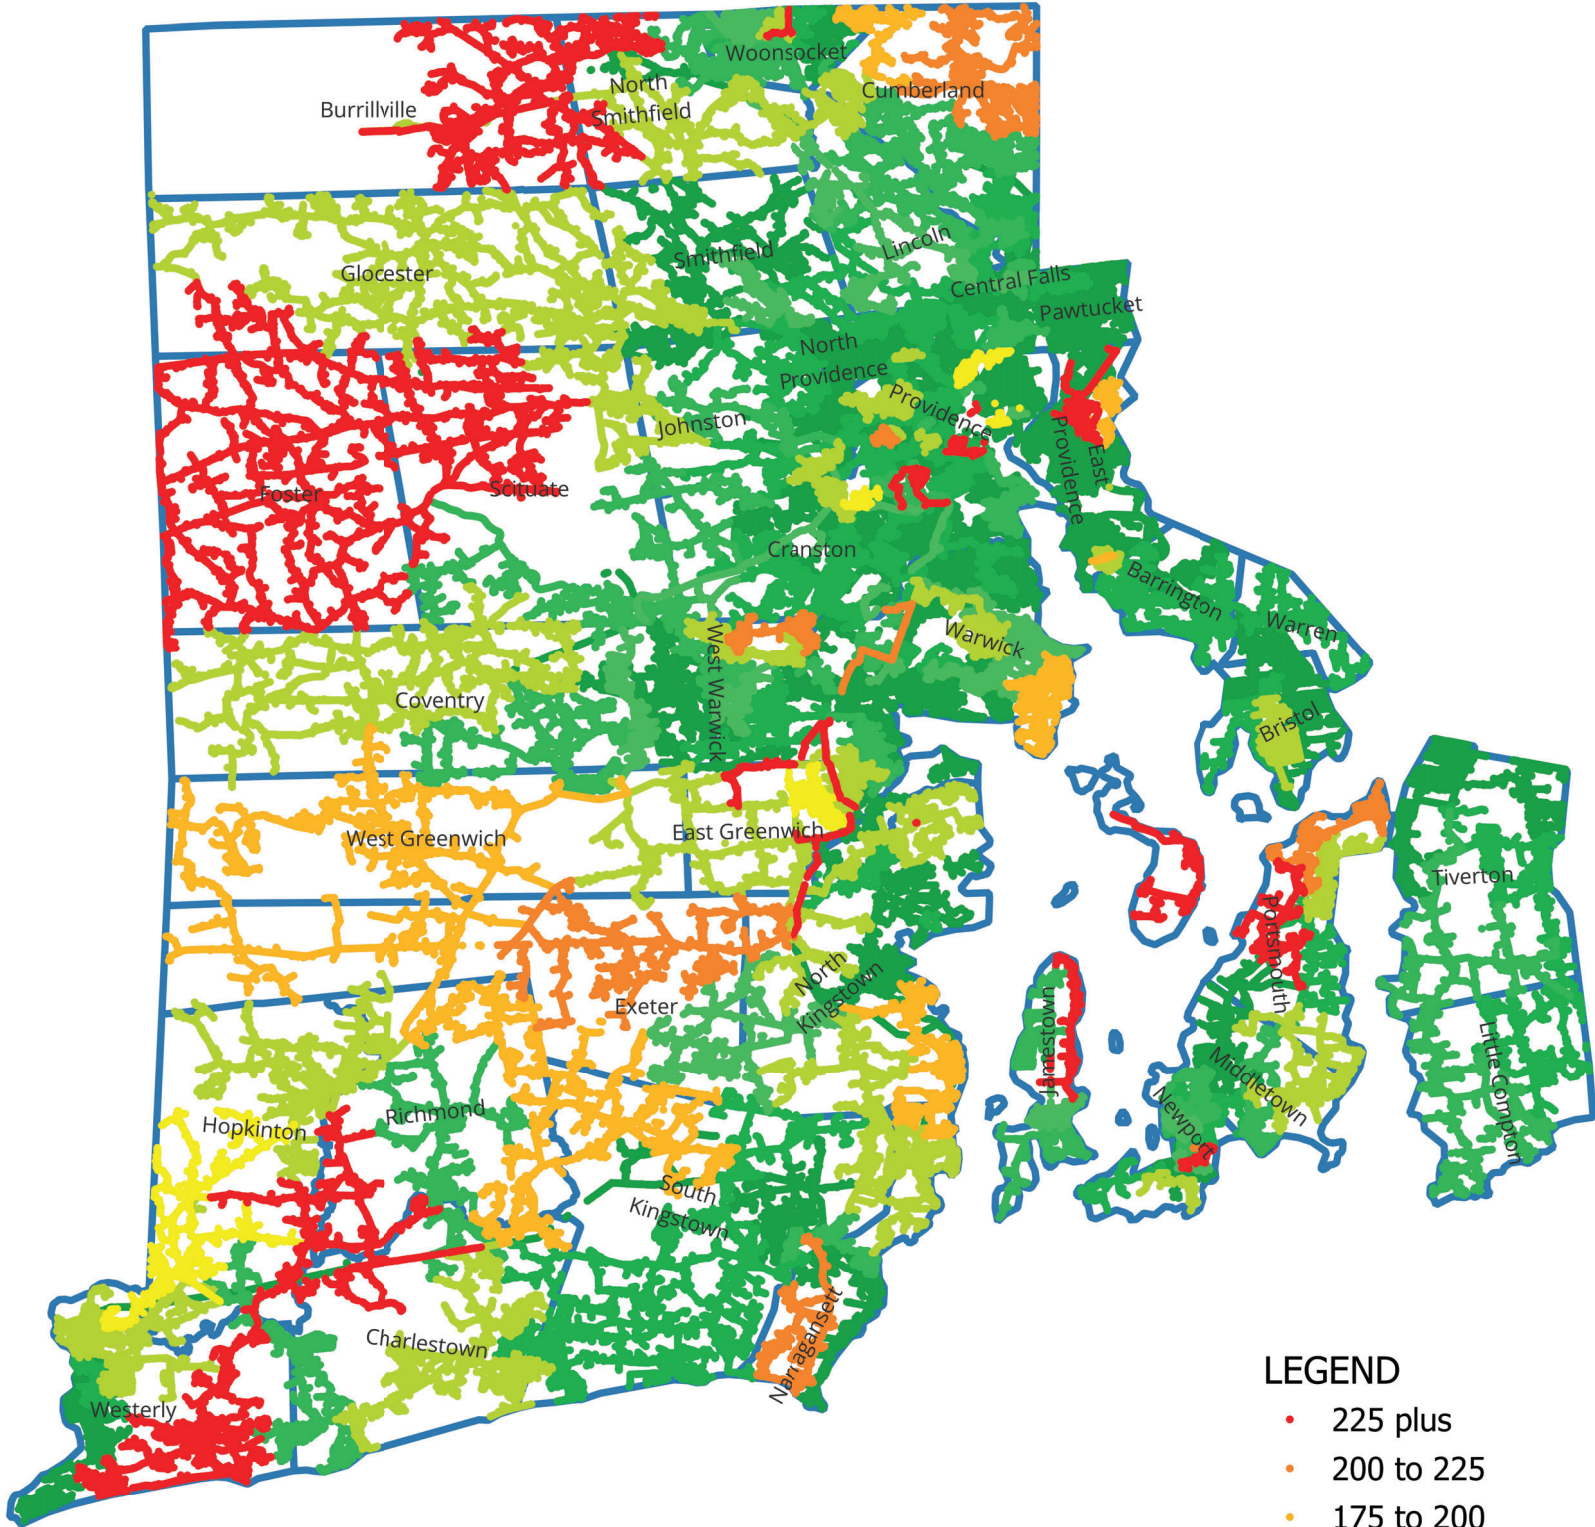 Woonsocket
North
Smithfield
Burrillville
Cumberland
Smithfield
Lincoln
Glocester
Central Falls
Pawtucket
North
Providence
Providence
Johnston
East
Providence
Foster
Scituate
Cranston
Barrington
Warren
Warwick
West Warwick
Coventry
Bristol
West Greenwich
East Greenwich
Tiverton
Portsmouth
North
Kingstown
Exeter
Jamestown
Middletown
Little Compton
Newport
Hopkinton
Richmond
South
Kingstown
Narragansett
Charlestown
Westerly
LEGEND
225 plus
200 to 225
175 to 200